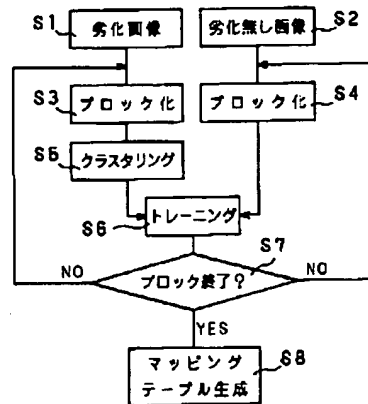 S1
劣化画像
劣化無し画像
S2
S3
ブロック化
ブロック化
S4
S5
クラスタリング
S6
トレーニング
S7
NO
ブロック終了?
NO
YES
マッピング
テーブル生成
S8